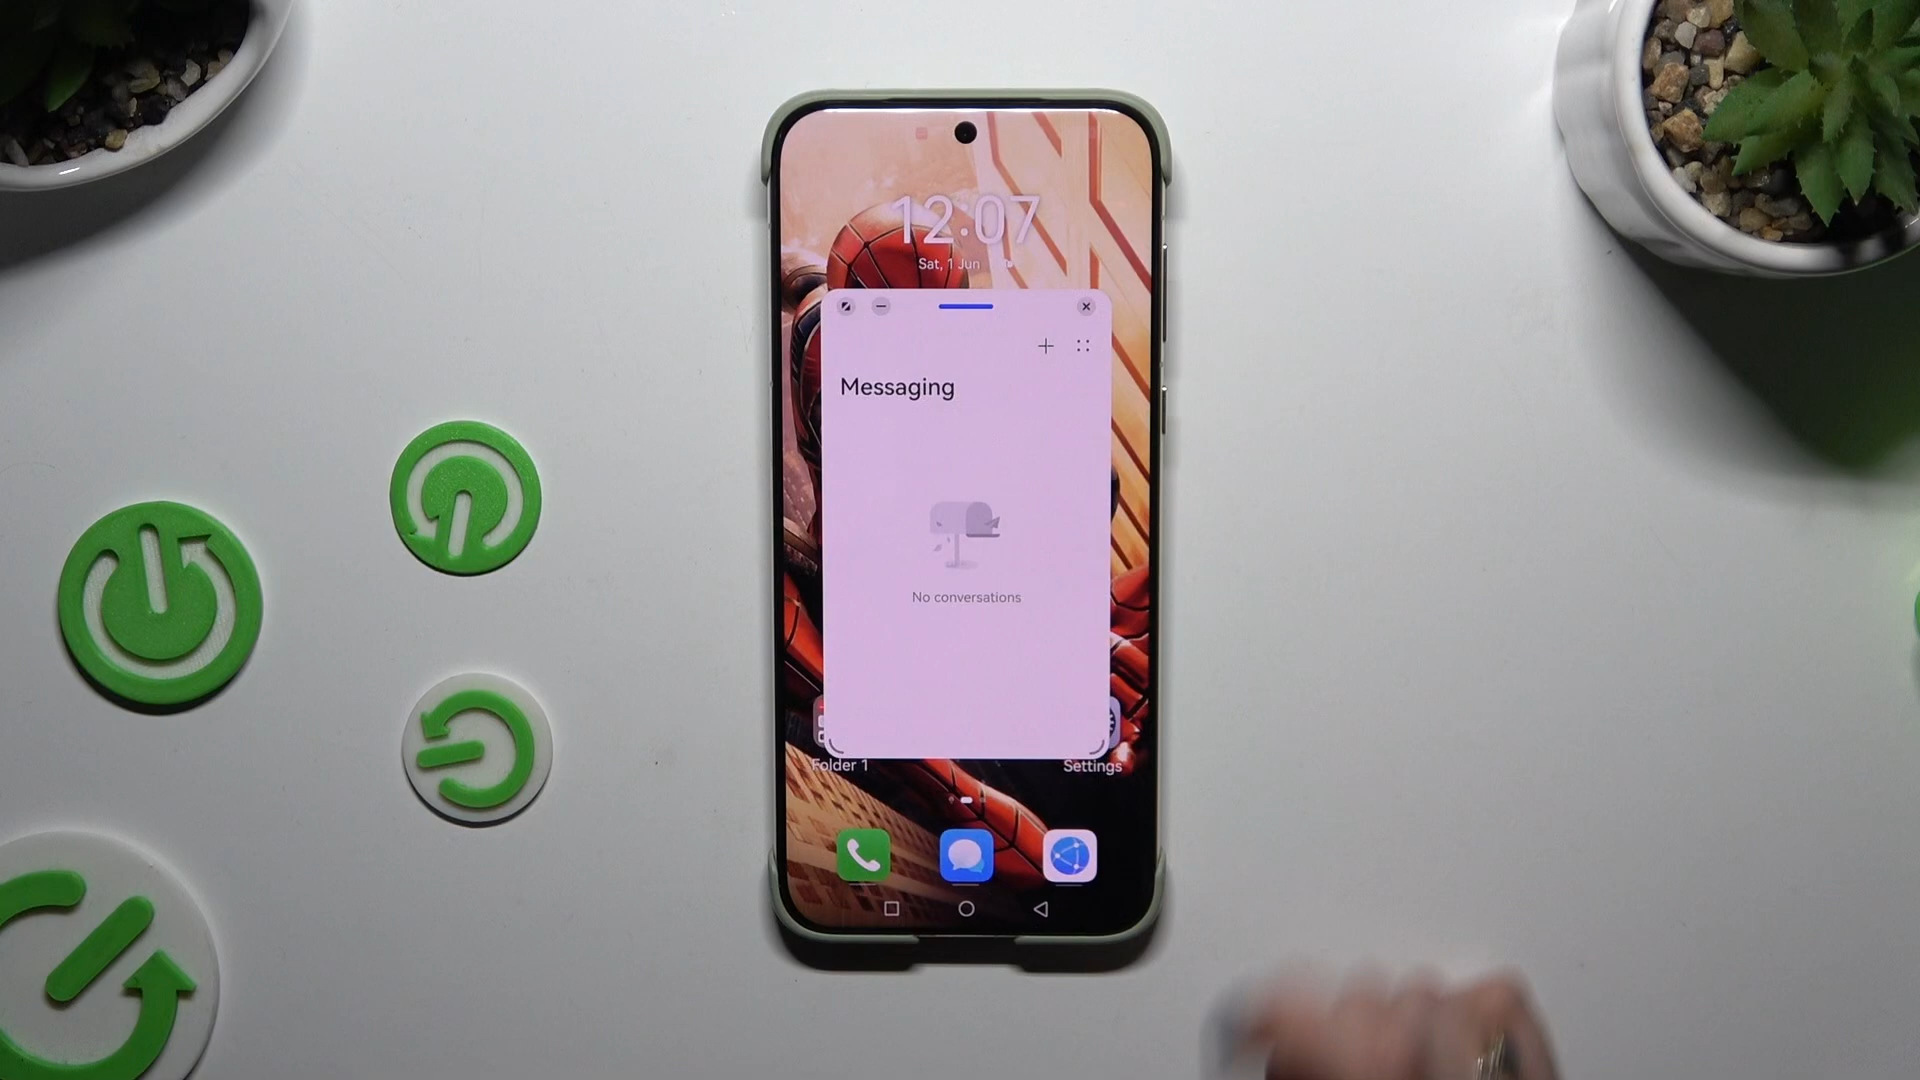 12:07
Sat, 1 Jun
Messaging
No conversations
Folder 1
Settings